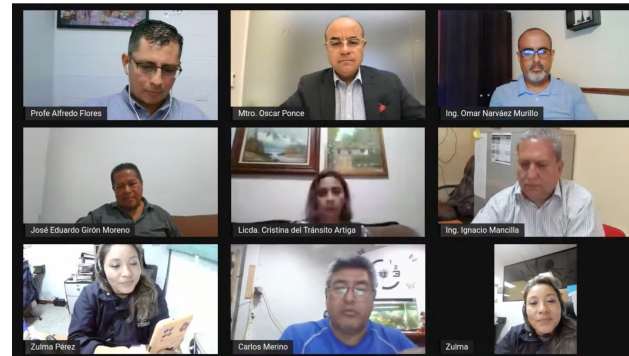 Profe Alfredo Flores
Mtro. Oscar Ponce
Ing. Omar Narváez Murillo
José Eduardo Girón Moreno
Licda. Cristina del Tránsito Artiga
Ing. Ignacio Mancilla
Zulma Pérez
Carlos Merino
Zulma